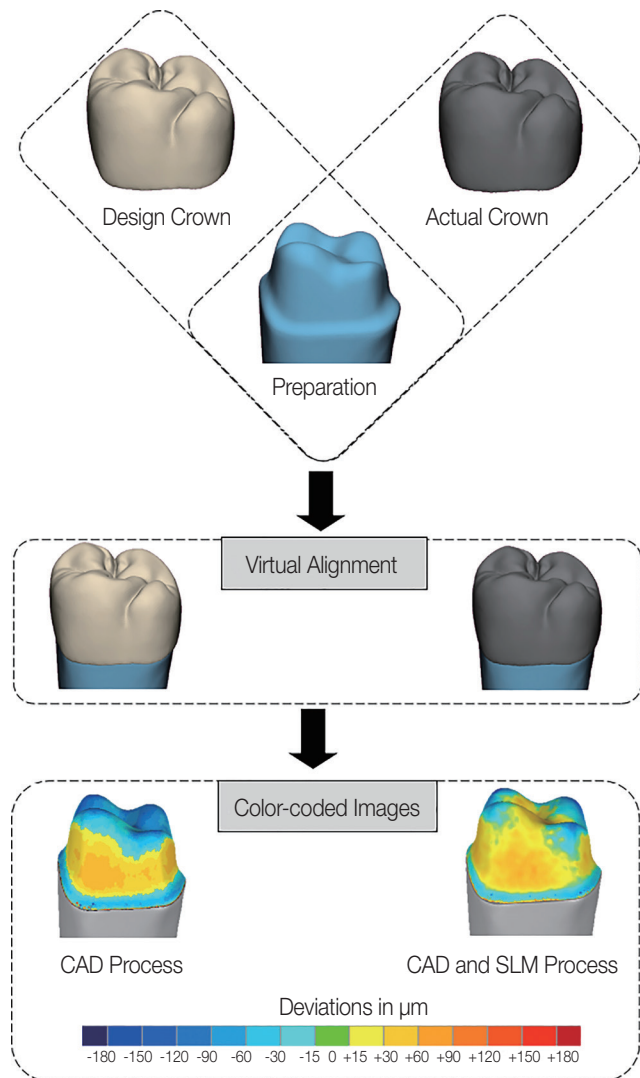 Design Crown
Actual Crown
Preparation
Virtual Alignment
Color-coded Images
CAD Process
CAD and SLM Process
Deviations in µm
-180 -150 -120 -90 -60 -30 -15 0 +15 +30 +60 +90 +120 +150 +180